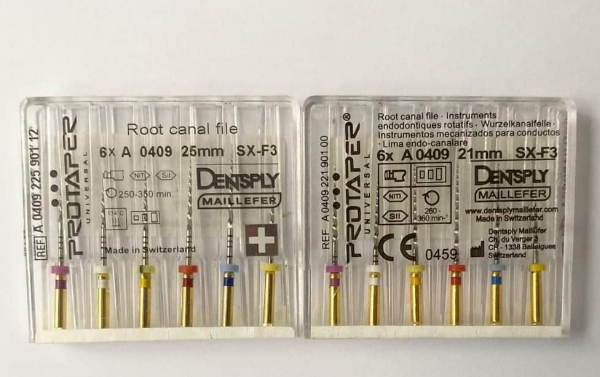 REF A 0409 225 901 12
PROTAPER
UNIVERSAL
Root canal file
6x A 0409 25mm SX-F3
NiTi
250-350 min-
DENTSPLY
MAILLEFER
Made in Switzerland
REF A 0409 221 901 00
PROTAPER®
UNIVERSAL
Root canal file · Instruments
endodontiques rotatifs · Wurzelkanalfeile
· Instrumentos mecanizados para conductos
· Lima endo-canalare
6x A 0409 21mm SX-F3
NiTi
DENTSPLY
MAILLEFER
www.dentsplymaillefer.com
Made in Switzerland
CE 0459
Dentsply Maillefer
Ch. du Verger 3
CH - 1338 Ballaigues
Switzerland